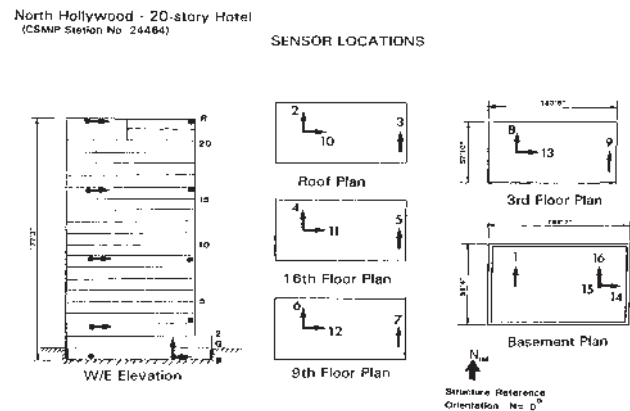 North Hollywood - 20-story Hotel
(CSMIP Station No. 24464)
SENSOR LOCATIONS
R
20
15
10
5
2
G
W/E Elevation
2
3
10
Roof Plan
4
5
11
16th Floor Plan
6
7
12
9th Floor Plan
8
9
13
3rd Floor Plan
1
16
15
14
Basement Plan
Structure Reference
Orientation N= 0°